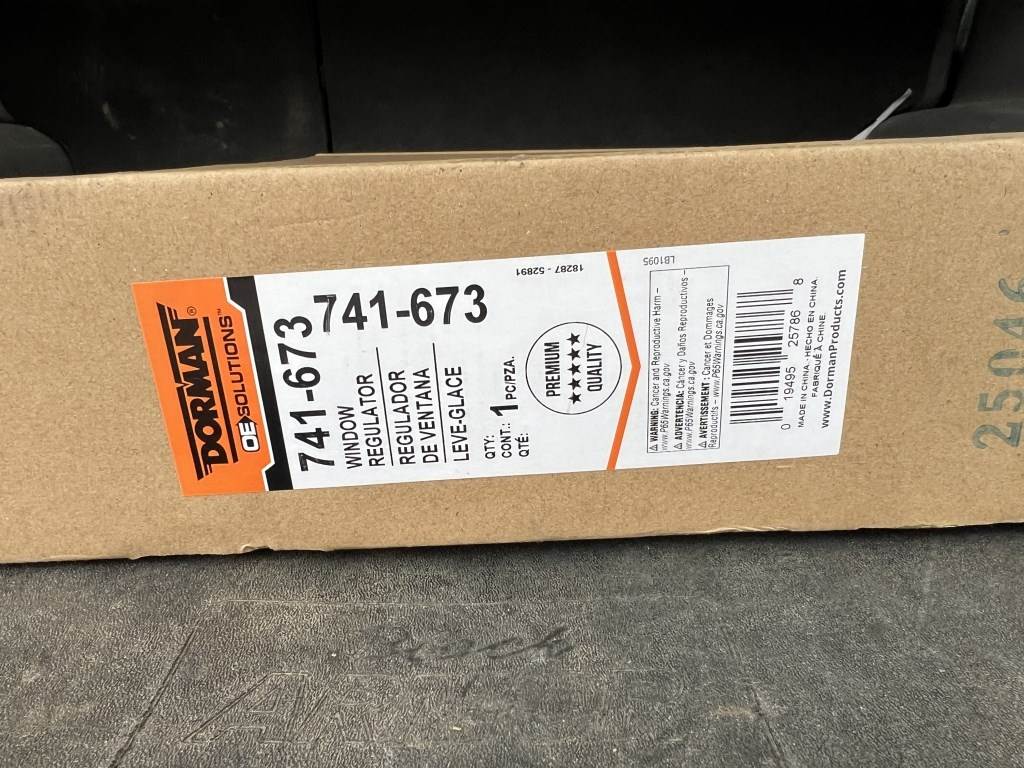 DORMAN®
OE SOLUTIONS™
741-673
741-673
WINDOW
REGULATOR
REGULADOR
DE VENTANA
LEVE-GLACE
QTY:
CONT.: 1 PC/PZA.
QTÉ:
PREMIUM
★★★★★
QUALITY
18287 - 52891
LB1095
⚠ WARNING: Cancer and Reproductive Harm –
www.P65Warnings.ca.gov
⚠ ADVERTENCIA: Cáncer y Daños Reproductivos –
www.P65Warnings.ca.gov
⚠ AVERTISSEMENT: Cancer et Dommages
Reproductifs – www.P65Warnings.ca.gov
0 19495 25786 8
MADE IN CHINA. HECHO EN CHINA.
FABRIQUÉ À CHINE.
www.DormanProducts.com
25046